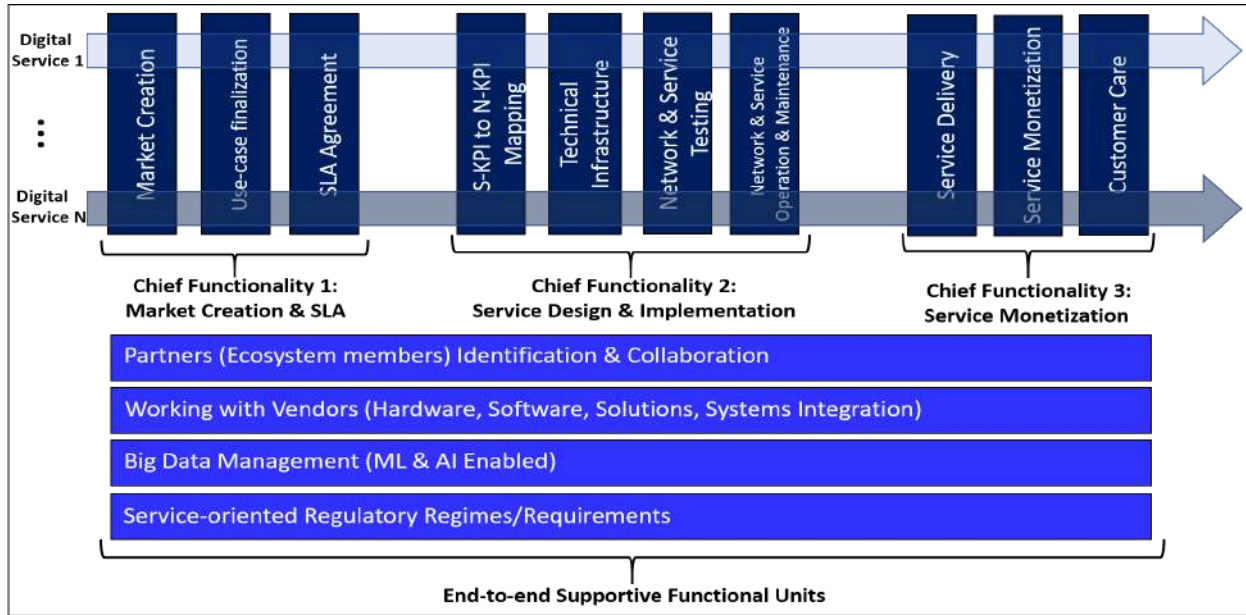 Digital
Service 1
...
Digital
Service N
Market Creation
Use-case finalization
SLA Agreement
S-KPI to N-KPI
Mapping
Technical
Infrastructure
Network & Service
Testing
Network & Service
Operation & Maintenance
Service Delivery
Service Monetization
Customer Care
Chief Functionality 1:
Market Creation & SLA
Chief Functionality 2:
Service Design & Implementation
Chief Functionality 3:
Service Monetization
Partners (Ecosystem members) Identification & Collaboration
Working with Vendors (Hardware, Software, Solutions, Systems Integration)
Big Data Management (ML & AI Enabled)
Service-oriented Regulatory Regimes/Requirements
End-to-end Supportive Functional Units